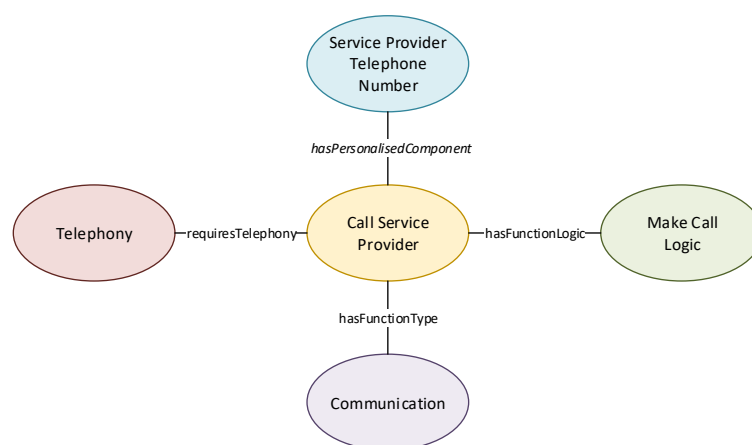 Service Provider
Telephone
Number
hasPersonalisedComponent
Telephony
requiresTelephony
Call Service
Provider
hasFunctionLogic
Make Call
Logic
hasFunctionType
Communication